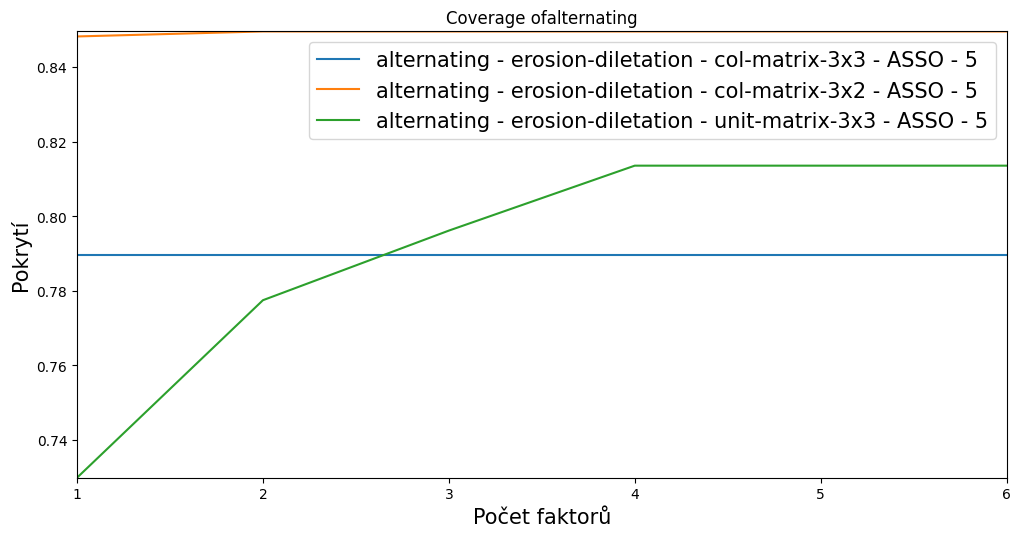 Coverage ofalternating
alternating - erosion-diletation - col-matrix-3x3 - ASSO - 5
alternating - erosion-diletation - col-matrix-3x2 - ASSO - 5
alternating - erosion-diletation - unit-matrix-3x3 - ASSO - 5
Pokrytí
0.84
0.82
0.80
0.78
0.76
0.74
1 2 3 4 5 6
Počet faktorů